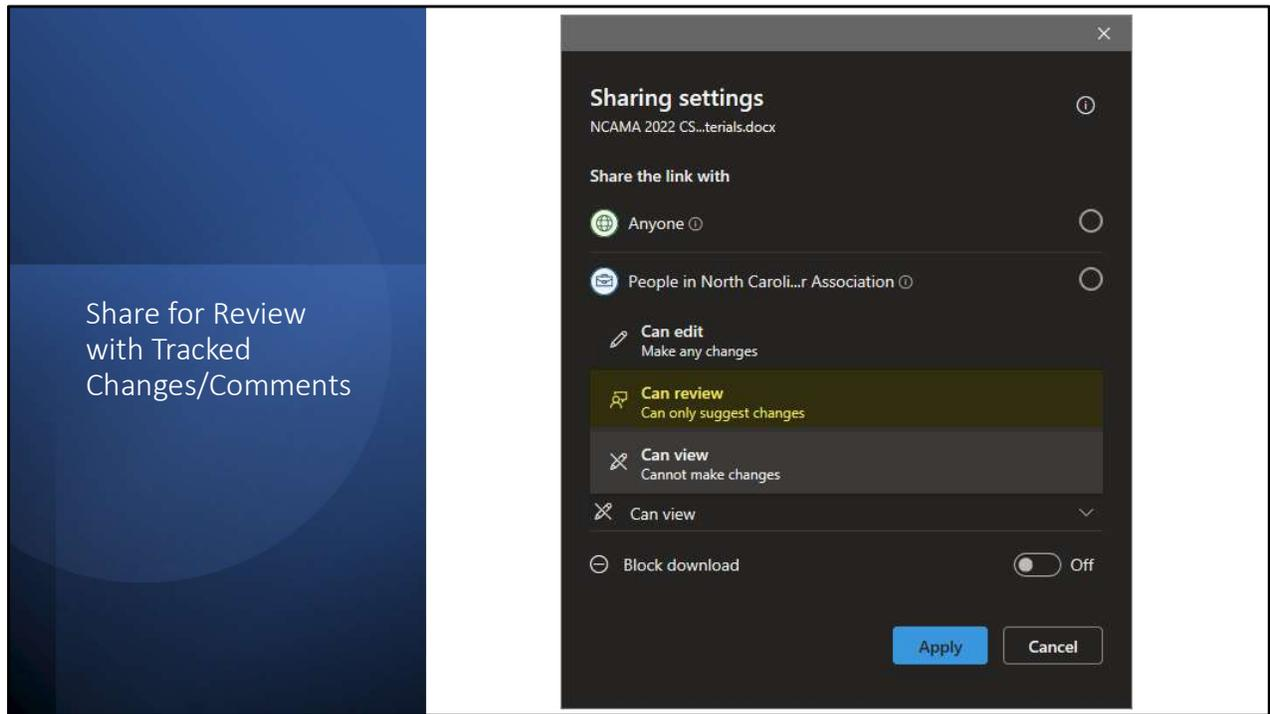 Share for Review
with Tracked
Changes/Comments
Sharing settings
NCAMA 2022 CS...terials.docx
Share the link with
Anyone
People in North Caroli...r Association
Can edit
Make any changes
Can review
Can only suggest changes
Can view
Cannot make changes
Can view
Block download Off
Apply Cancel